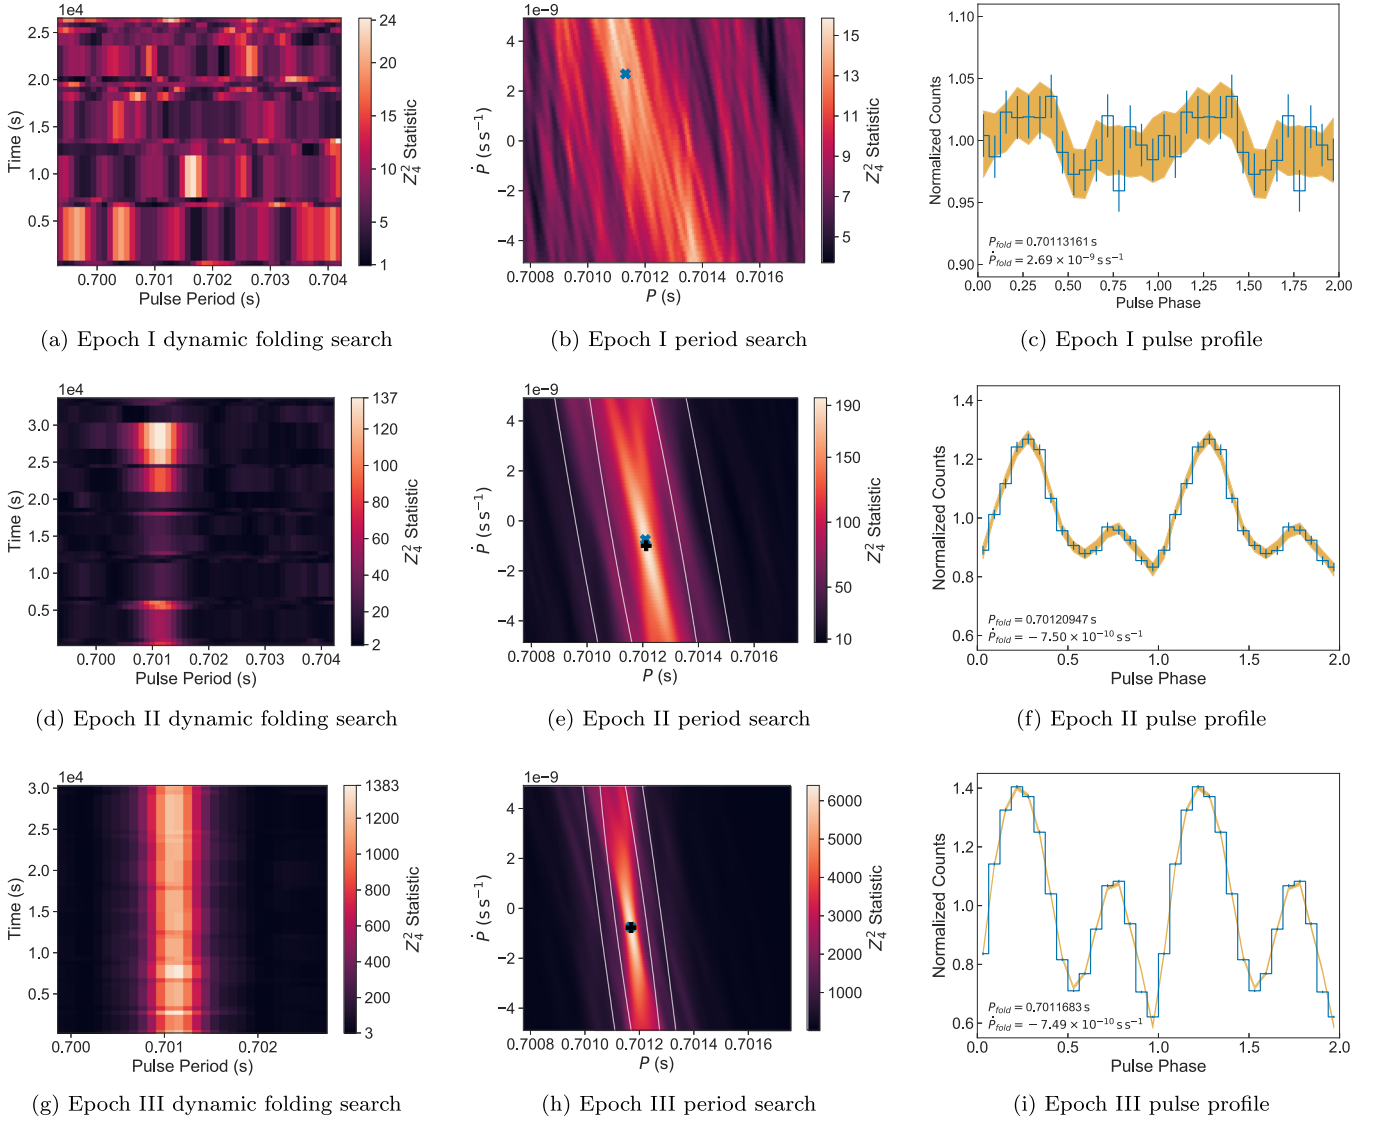 1e4
2.5
2.0
1.5
1.0
0.5
Time (s)
0.700 0.701 0.702 0.703 0.704
Pulse Period (s)
24
20
15
10
5
1
Z₄² Statistic
(a) Epoch I dynamic folding search
1e−9
4
2
0
−2
−4
Ṗ (s s⁻¹)
0.7008 0.7010 0.7012 0.7014 0.7016
P (s)
15
13
11
9
7
5
Z₄² Statistic
(b) Epoch I period search
1.10
1.05
1.00
0.95
0.90
Normalized Counts
P_fold = 0.70113161 s
Ṗ_fold = 2.69 × 10⁻⁹ s s⁻¹
0.00 0.25 0.50 0.75 1.00 1.25 1.50 1.75 2.00
Pulse Phase
(c) Epoch I pulse profile
1e4
3.0
2.5
2.0
1.5
1.0
0.5
Time (s)
0.700 0.701 0.702 0.703 0.704
Pulse Period (s)
137
120
100
80
60
40
20
2
Z₄² Statistic
(d) Epoch II dynamic folding search
1e−9
4
2
0
−2
−4
Ṗ (s s⁻¹)
0.7008 0.7010 0.7012 0.7014 0.7016
P (s)
190
150
100
50
10
Z₄² Statistic
(e) Epoch II period search
1.4
1.2
1.0
0.8
0.6
Normalized Counts
P_fold = 0.70120947 s
Ṗ_fold = − 7.50 × 10⁻¹⁰ s s⁻¹
0.0 0.5 1.0 1.5 2.0
Pulse Phase
(f) Epoch II pulse profile
1e4
3.0
2.5
2.0
1.5
1.0
0.5
Time (s)
0.700 0.701 0.702
Pulse Period (s)
1383
1200
1000
800
600
400
200
3
Z₄² Statistic
(g) Epoch III dynamic folding search
1e−9
4
2
0
−2
−4
Ṗ (s s⁻¹)
0.7008 0.7010 0.7012 0.7014 0.7016
P (s)
6000
5000
4000
3000
2000
1000
Z₄² Statistic
(h) Epoch III period search
1.4
1.2
1.0
0.8
0.6
Normalized Counts
P_fold = 0.7011683 s
Ṗ_fold = − 7.49 × 10⁻¹⁰ s s⁻¹
0.0 0.5 1.0 1.5 2.0
Pulse Phase
(i) Epoch III pulse profile